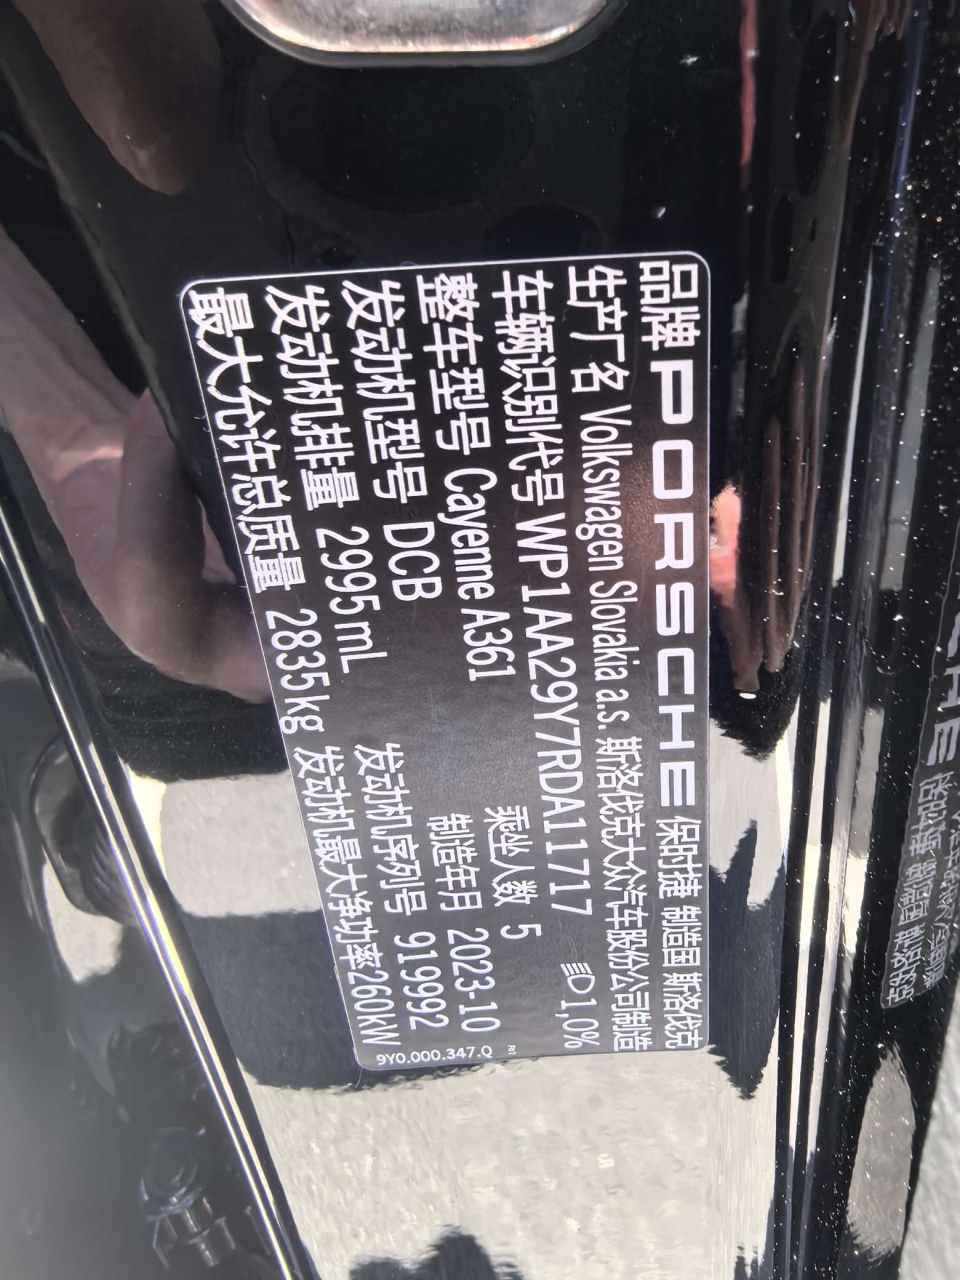 品牌 PORSCHE 保时捷 制造国 斯洛伐克
生产厂名 Volkswagen Slovakia a.s. 斯洛伐克大众汽车股份公司制造
车辆识别代号 WP1AA29Y7RDA11717 1,0%
整车型号 Cayenne A361 乘坐人数 5
发动机型号 DCB 制造年月 2023-10
发动机排量 2995mL 发动机序列号 919992
最大允许总质量 2835kg 发动机最大净功率260kW
9Y0.000.347.Q